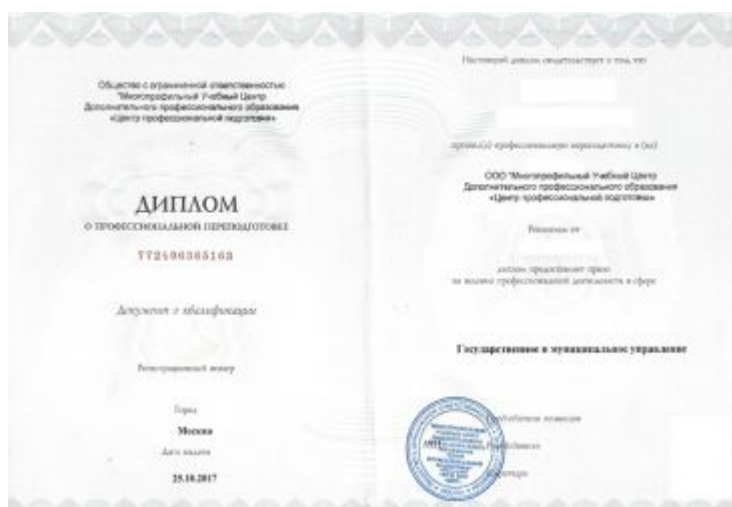 Общество с ограниченной ответственностью
"Многопрофильный Учебный Центр
Дополнительного профессионального образования
«Центр профессиональной подготовки»
ДИПЛОМ
О ПРОФЕССИОНАЛЬНОЙ ПЕРЕПОДГОТОВКЕ
Документ о квалификации
Регистрационный номер
Город
Москва
Дата выдачи
25.10.2017
Настоящий диплом свидетельствует о том, что
прошел(а) профессиональную переподготовку в (на)
ООО "Многопрофильный Учебный Центр
Дополнительного профессионального образования
«Центр профессиональной подготовки»
Решением от
диплом предоставляет право
на ведение профессиональной деятельности в сфере
Государственное и муниципальное управление
Председатель комиссии
Руководитель
Секретарь